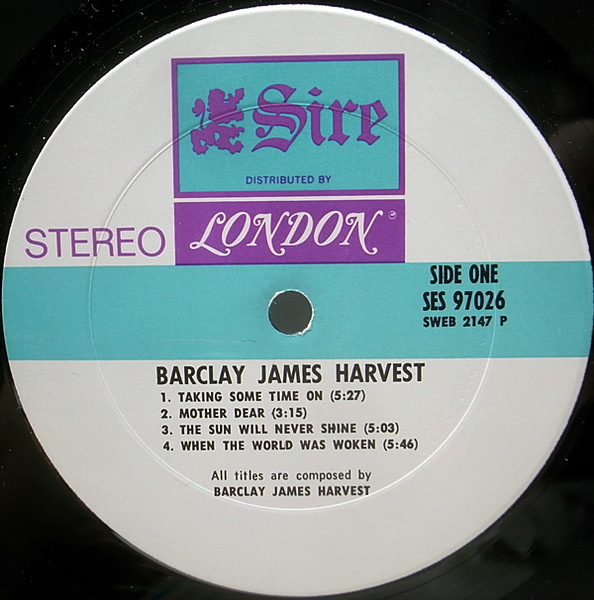 Sire
DISTRIBUTED BY
LONDON
STEREO
SIDE ONE
SES 97026
SWEB 2147 P
BARCLAY JAMES HARVEST
1. TAKING SOME TIME ON (5:27)
2. MOTHER DEAR (3:15)
3. THE SUN WILL NEVER SHINE (5:03)
4. WHEN THE WORLD WAS WOKEN (5:46)
All titles are composed by
BARCLAY JAMES HARVEST